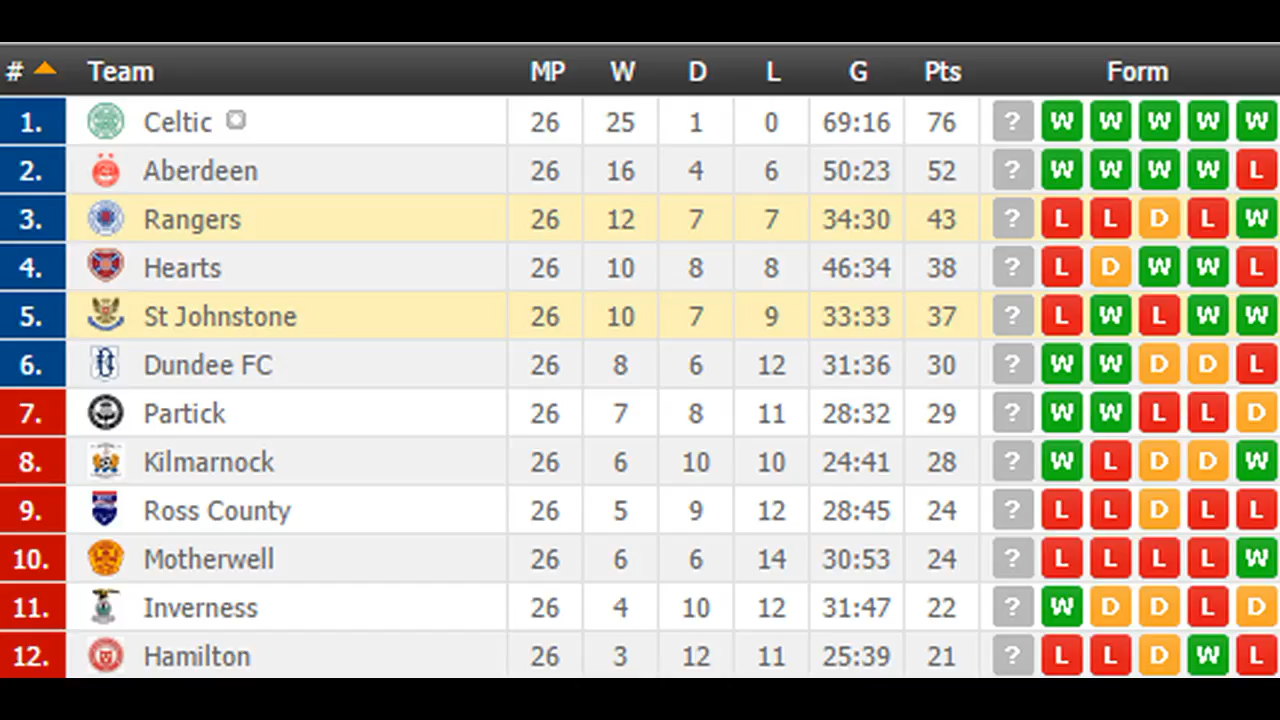 # Team MP W D L G Pts Form
1. Celtic 26 25 1 0 69:16 76 ? W W W W W
2. Aberdeen 26 16 4 6 50:23 52 ? W W W W L
3. Rangers 26 12 7 7 34:30 43 ? L L D L W
4. Hearts 26 10 8 8 46:34 38 ? L D W W L
5. St Johnstone 26 10 7 9 33:33 37 ? L W L W W
6. Dundee FC 26 8 6 12 31:36 30 ? W W D D L
7. Partick 26 7 8 11 28:32 29 ? W W L L D
8. Kilmarnock 26 6 10 10 24:41 28 ? W L D D W
9. Ross County 26 5 9 12 28:45 24 ? L L D L L
10. Motherwell 26 6 6 14 30:53 24 ? L L L L W
11. Inverness 26 4 10 12 31:47 22 ? W D D L D
12. Hamilton 26 3 12 11 25:39 21 ? L L D W L